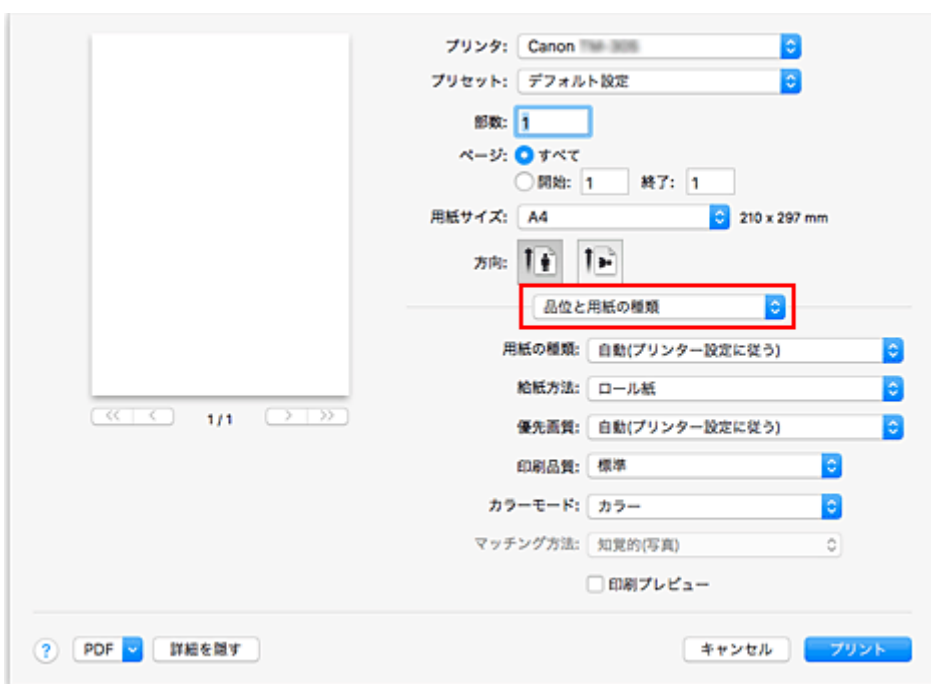 プリンタ: Canon
プリセット: デフォルト設定
部数: 1
ページ: すべて
開始: 1 終了: 1
用紙サイズ: A4 210 x 297 mm
方向:
品位と用紙の種類
用紙の種類: 自動(プリンター設定に従う)
給紙方法: ロール紙
<< < 1/1 > >>
優先画質: 自動(プリンター設定に従う)
印刷品質: 標準
カラーモード: カラー
マッチング方法: 知覚的(写真)
印刷プレビュー
? PDF 詳細を隠す キャンセル プリント